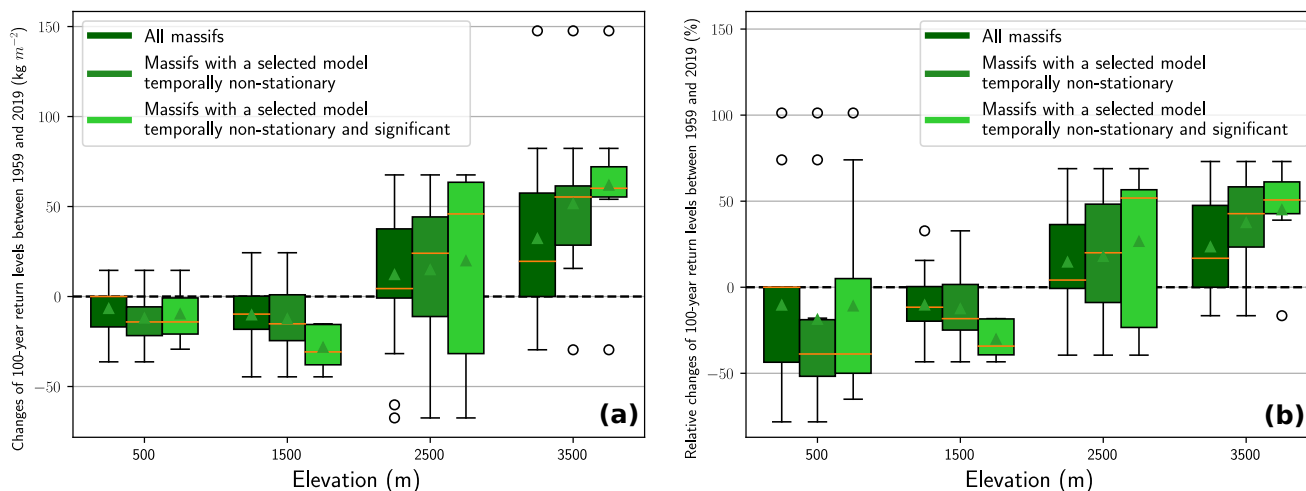 Changes of 100-year return levels between 1959 and 2019 (kg m⁻²)
150
100
50
0
−50
All massifs
Massifs with a selected model
temporally non-stationary
Massifs with a selected model
temporally non-stationary and significant
(a)
500
1500
2500
3500
Elevation (m)
Relative changes of 100-year return levels between 1959 and 2019 (%)
150
100
50
0
−50
All massifs
Massifs with a selected model
temporally non-stationary
Massifs with a selected model
temporally non-stationary and significant
(b)
500
1500
2500
3500
Elevation (m)